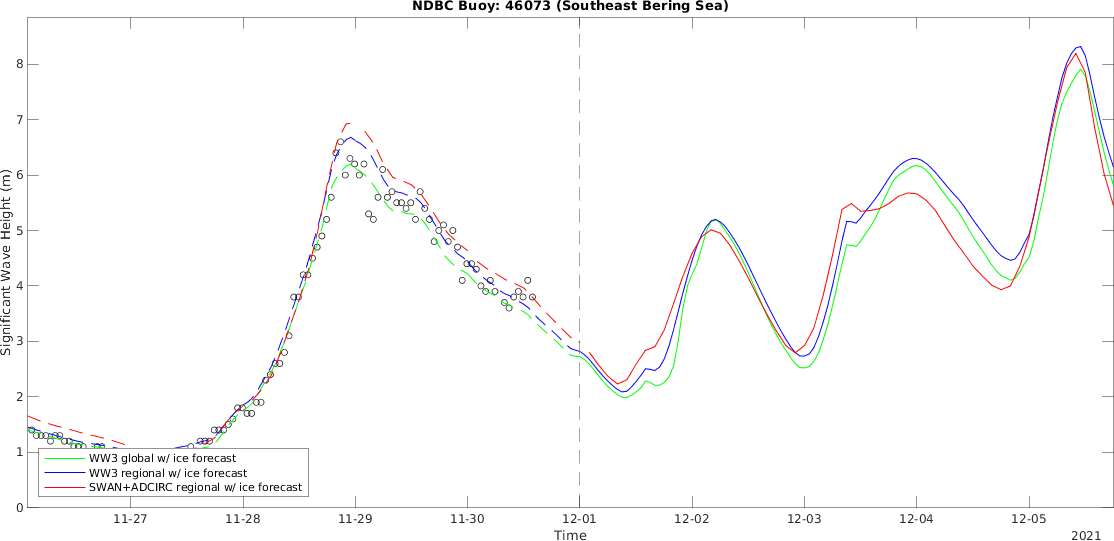 NDBC Buoy: 46073 (Southeast Bering Sea)
Significant Wave Height (m)
8
7
6
5
4
3
2
1
0
WW3 global w/ ice forecast
WW3 regional w/ ice forecast
SWAN+ADCIRC regional w/ ice forecast
11-27 11-28 11-29 11-30 12-01 12-02 12-03 12-04 12-05
Time
2021